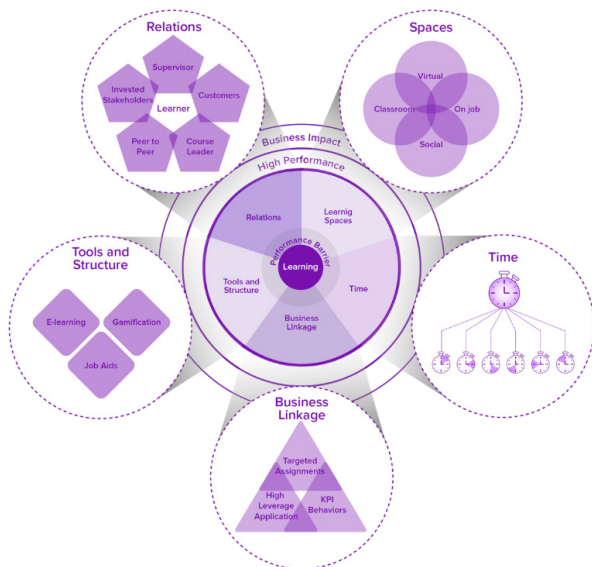 Relations
Supervisor
Invested
Stakeholders
Customers
Learner
Peer to
Peer
Course
Leader
Spaces
Virtual
Classroom
On job
Social
Business Impact
High Performance
Relations
Learnig
Spaces
Performance Barrier
Learning
Tools and
Structure
Time
Business
Linkage
Tools and
Structure
E-learning
Gamification
Job Aids
Time
Business
Linkage
Targeted
Assignments
High
Leverage
Application
KPI
Behaviors